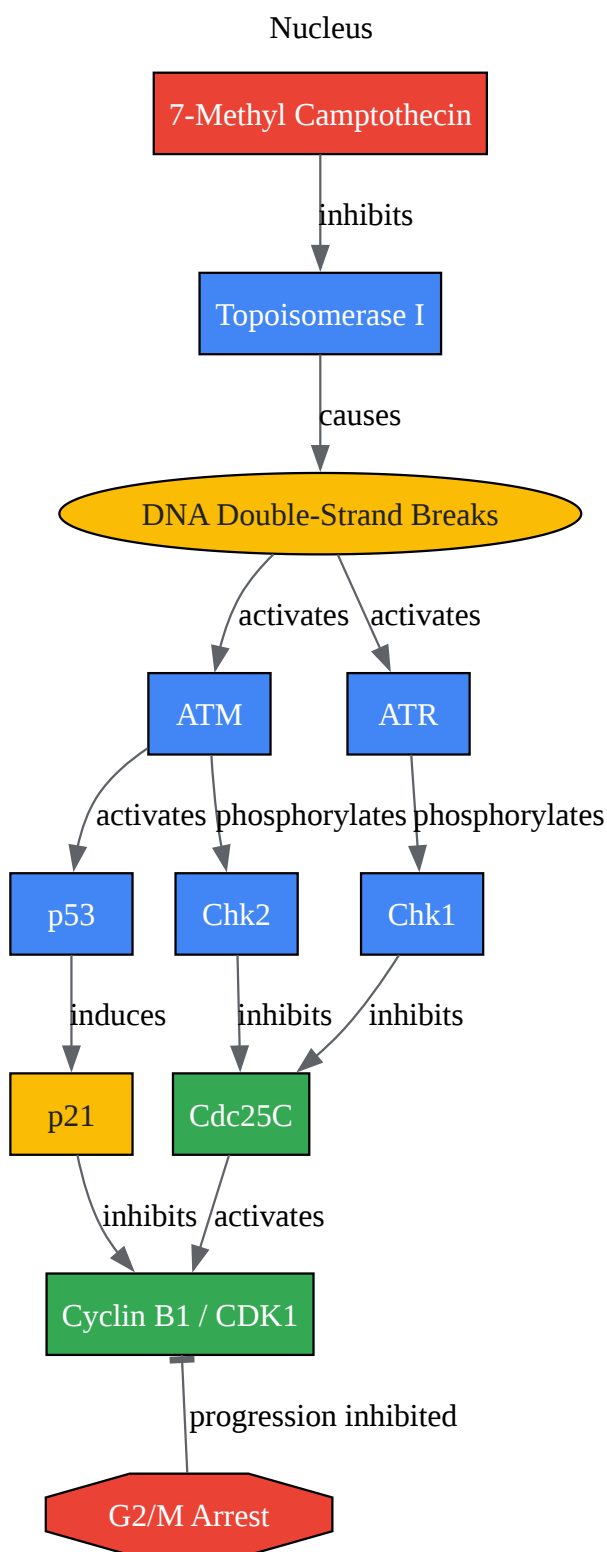 Nucleus
7-Methyl Camptothecin
inhibits
Topoisomerase I
causes
DNA Double-Strand Breaks
activates
activates
ATM
ATR
activates
phosphorylates
phosphorylates
p53
Chk2
Chk1
induces
inhibits
inhibits
p21
Cdc25C
inhibits
activates
Cyclin B1 / CDK1
progression inhibited
G2/M Arrest